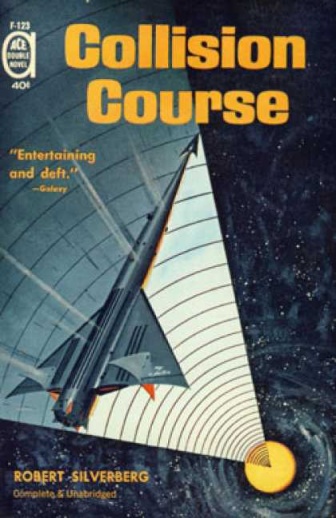 F-123
ACE
DOUBLE
NOVEL
40¢
Collision
Course
"Entertaining
and deft."
—Galaxy
ROBERT SILVERBERG
Complete & Unabridged